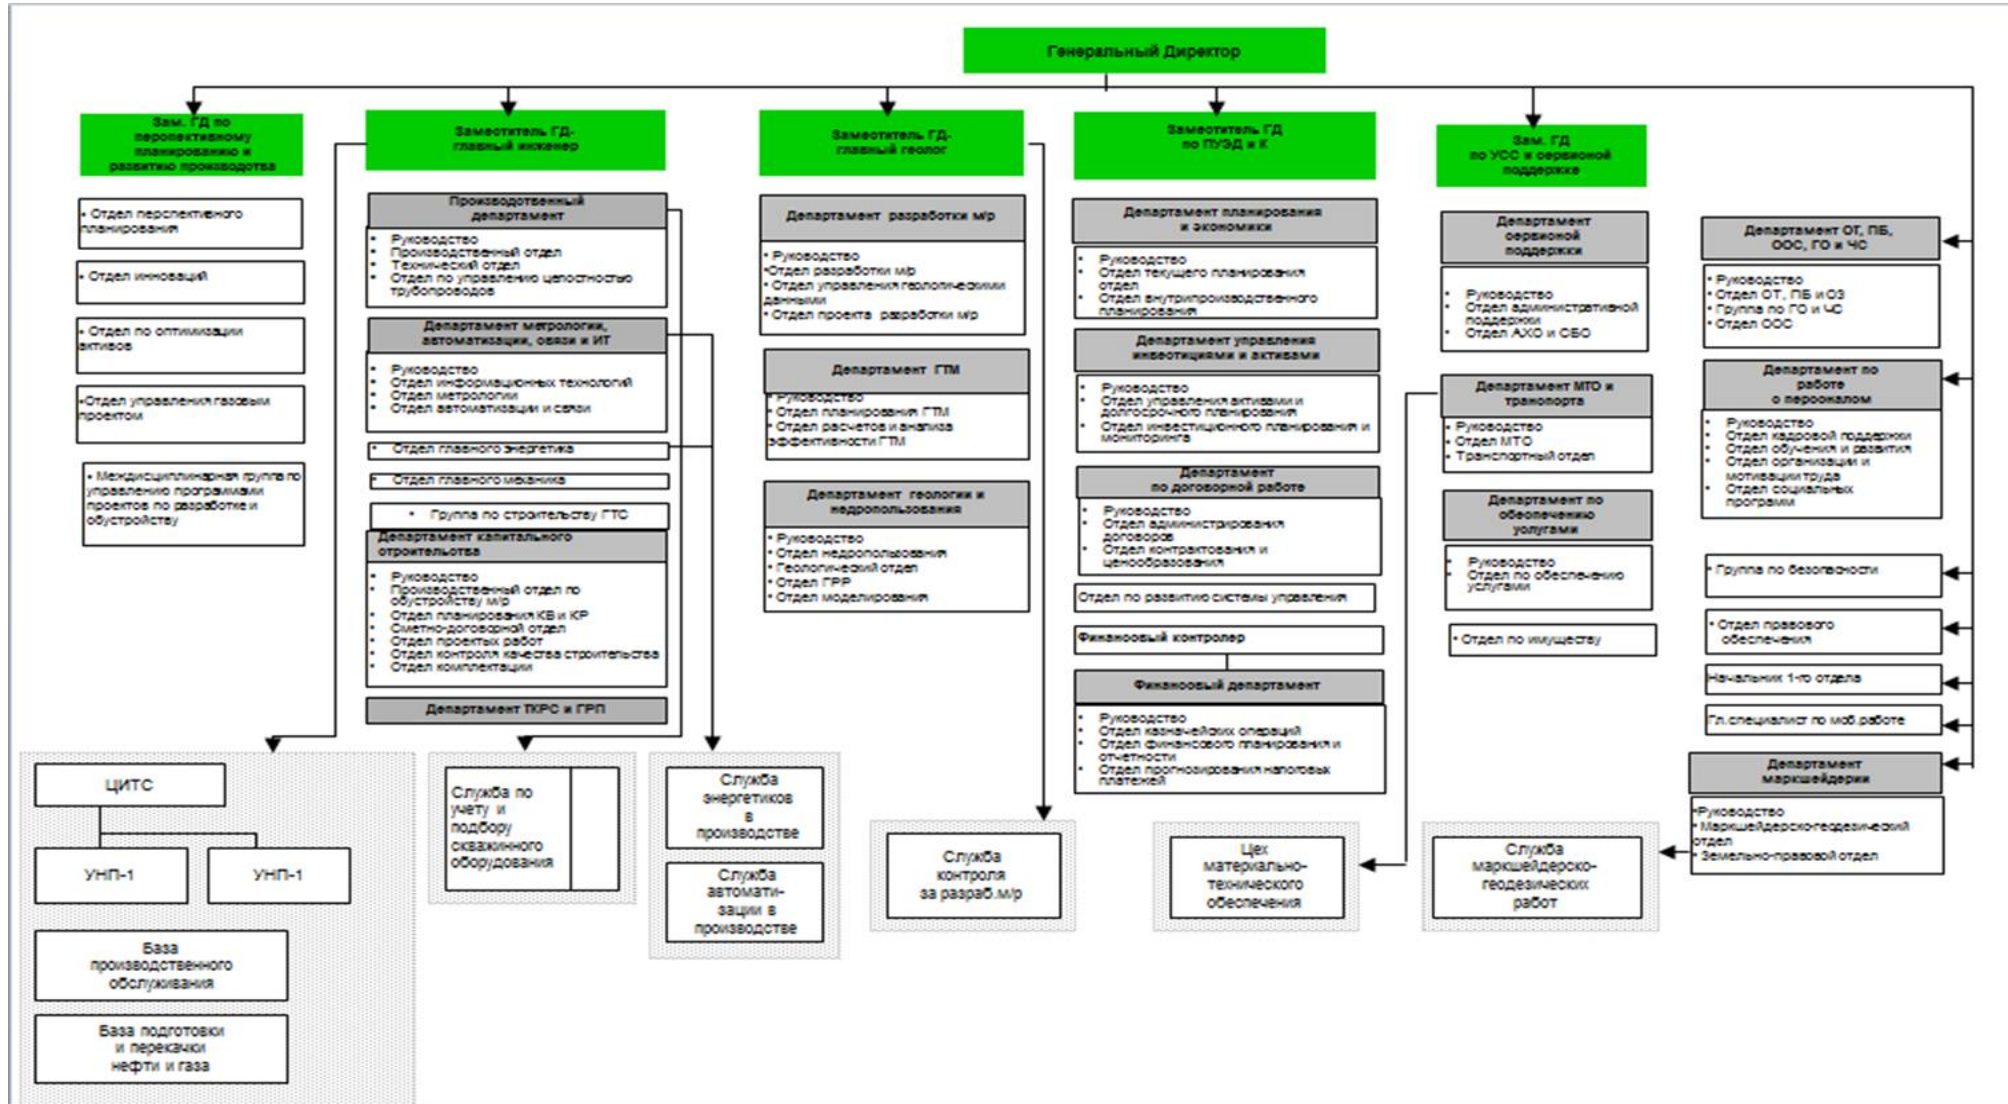 Генеральный Директор
Зам. ГД по
перспективному
планированию и
развитию производства
• Отдел перспективного
планирования
• Отдел инноваций
• Отдел по оптимизации
активов
•Отдел управления газовым
проектом
• Междисциплинарная группа по
управлению программами
проектов по разработке и
обустройству
Заместитель ГД-
главный инженер
Производственный
департамент
• Руководство
• Производственный отдел
• Технический отдел
• Отдел по управлению целостностью
трубопроводов
Департамент метрологии,
автоматизации, связи и ИТ
• Руководство
• Отдел информационных технологий
• Отдел метрологии
• Отдел автоматизации и связи
• Отдел главного энергетика
• Отдел главного механика
• Группа по строительству ГТС
Департамент капитального
строительства
• Руководство
• Производственный отдел по
обустройству м/р
• Отдел планирования КВ и КР
• Сметно-договорной отдел
• Отдел проектых работ
• Отдел контроля качества строительства
• Отдел комплектации
Департамент ТКРС и ГРП
Заместитель ГД-
главный геолог
Департамент разработки м/р
• Руководство
•Отдел разработки м/р
• Отдел управления геологическими
данными
• Отдел проекта разработки м/р
Департамент ГТМ
• Руководство
• Отдел планирования ГТМ
• Отдел расчетов и анализа
эффективности ГТМ
Департамент геологии и
недропользования
• Руководство
• Отдел недропользования
• Геологический отдел
• Отдел ГРР
• Отдел моделирования
Заместитель ГД
по ПУЭД и К
Департамент планирования
и экономики
• Руководство
• Отдел текущего планирования
отдел
• Отдел внутрипроизводственного
планирования
Департамент управления
инвестициями и активами
• Руководство
• Отдел управления активами и
долгосрочного планирования
• Отдел инвестиционного планирования и
мониторинга
Департамент
по договорной работе
• Руководство
• Отдел администрирования
договоров
• Отдел контрактования и
ценообразования
Отдел по развитию системы управления
Финансовый контролер
Финансовый департамент
• Руководство
• Отдел казначейских операций
• Отдел финансового планирования и
отчетности
• Отдел прогнозирования налоговых
платежей
Зам. ГД
по УСС и сервисной
поддержке
Департамент
сервисной
поддержки
• Руководство
• Отдел административной
поддержки
• Отдел АХО и СБО
Департамент МТО и
транспорта
• Руководство
• Отдел МТО
• Транспортный отдел
Департамент по
обеспечению
услугами
• Руководство
• Отдел по обеспечению
услугами
• Отдел по имуществу
Департамент ОТ, ПБ,
ООС, ГО и ЧС
• Руководство
• Отдел ОТ, ПБ и ОЗ
• Группа по ГО и ЧС
• Отдел ООС
Департамент по
работе
с персоналом
• Руководство
• Отдел кадровой поддержки
• Отдел обучения и развития
• Отдел организации и
мотивации труда
• Отдел социальных
программ
• Группа по безопасности
• Отдел правового
обеспечения
Начальник 1-го отдела
Гл.специалист по моб.работе
Департамент
маркшейдерии
•Руководство
• Маркшейдерско-геодезический
отдел
• Земельно-правовой отдел
ЦИТС
УНП-1
УНП-1
База
производственного
обслуживания
База подготовки
и перекачки
нефти и газа
Служба по
учету и
подбору
скважинного
оборудования
Служба
энергетиков
в
производстве
Служба
автомати-
зации в
производстве
Служба
контроля
за разраб.м/р
Цех
материально-
технического
обеспечения
Служба
маркшейдерско-
геодезических
работ